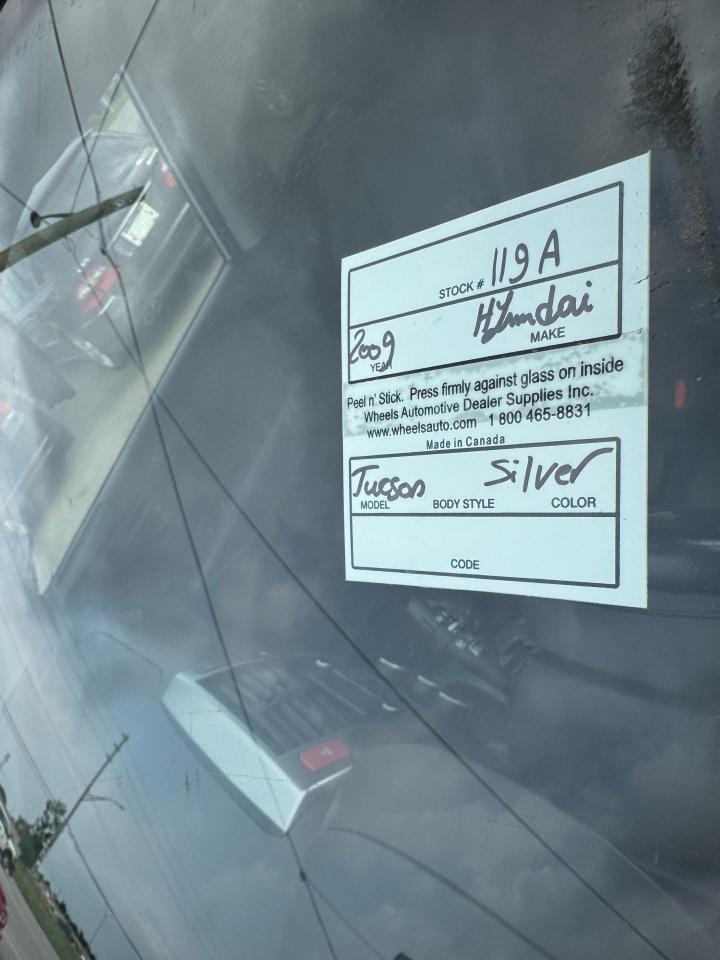 STOCK # 119A
2009 Hyundai
YEAR MAKE
Peel n' Stick. Press firmly against glass on inside
Wheels Automotive Dealer Supplies Inc.
www.wheelsauto.com 1 800 465-8831
Made in Canada
Tucson Silver
MODEL BODY STYLE COLOR
CODE